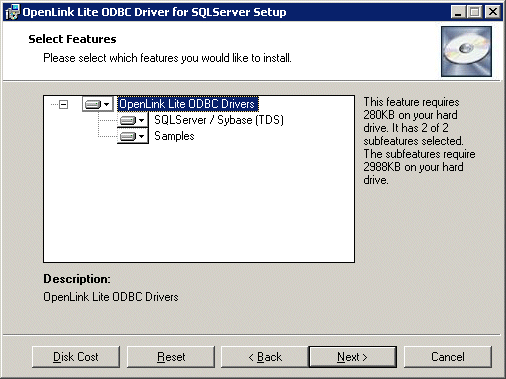 OpenLink Lite ODBC Driver for SQLServer Setup
Select Features
Please select which features you would like to install.
OpenLink Lite ODBC Drivers
SQLServer / Sybase (TDS)
Samples
This feature requires
280KB on your hard
drive. It has 2 of 2
subfeatures selected.
The subfeatures require
2988KB on your hard
drive.
Description:
OpenLink Lite ODBC Drivers
Disk Cost
Reset
< Back
Next >
Cancel